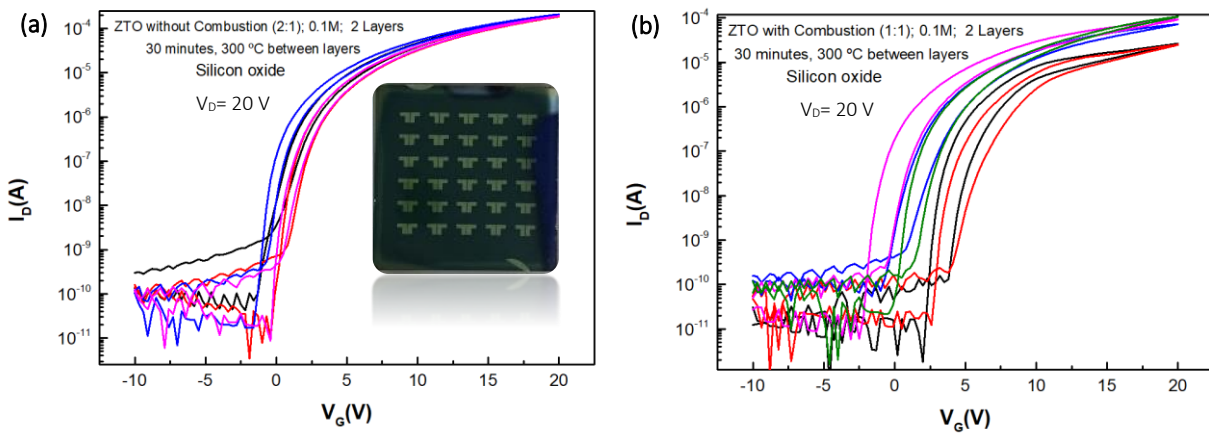 (a)
ZTO without Combustion (2:1); 0.1M; 2 Layers
30 minutes, 300 ºC between layers
Silicon oxide
V_D= 20 V
10⁻⁴
10⁻⁵
10⁻⁶
10⁻⁷
10⁻⁸
10⁻⁹
10⁻¹⁰
10⁻¹¹
I_D(A)
-10 -5 0 5 10 15 20
V_G(V)
(b)
ZTO with Combustion (1:1); 0.1M; 2 Layers
30 minutes, 300 ºC between layers
Silicon oxide
V_D= 20 V
10⁻⁴
10⁻⁵
10⁻⁶
10⁻⁷
10⁻⁸
10⁻⁹
10⁻¹⁰
10⁻¹¹
I_D(A)
-10 -5 0 5 10 15 20
V_G(V)